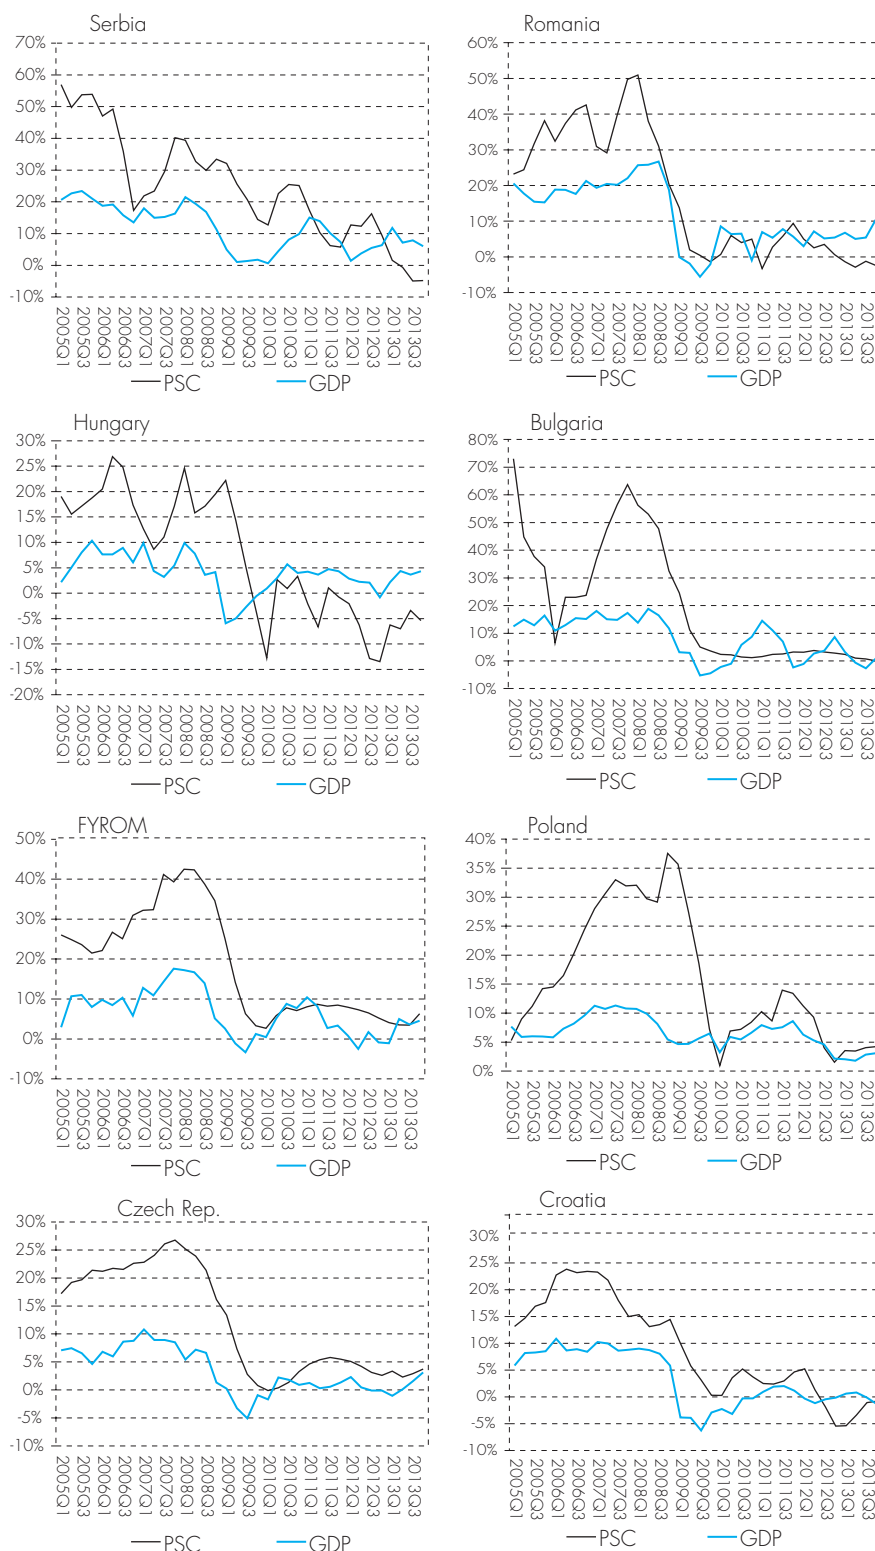 Serbia
70%
60%
50%
40%
30%
20%
10%
0%
-10%
2005Q1
2005Q3
2006Q1
2006Q3
2007Q1
2007Q3
2008Q1
2008Q3
2009Q1
2009Q3
2010Q1
2010Q3
2011Q1
2011Q3
2012Q1
2012Q3
2013Q1
2013Q3
PSC GDP
Romania
60%
50%
40%
30%
20%
10%
0%
-10%
2005Q1
2005Q3
2006Q1
2006Q3
2007Q1
2007Q3
2008Q1
2008Q3
2009Q1
2009Q3
2010Q1
2010Q3
2011Q1
2011Q3
2012Q1
2012Q3
2013Q1
2013Q3
PSC GDP
Hungary
30%
25%
20%
15%
10%
5%
0%
-5%
-10%
-15%
-20%
2005Q1
2005Q3
2006Q1
2006Q3
2007Q1
2007Q3
2008Q1
2008Q3
2009Q1
2009Q3
2010Q1
2010Q3
2011Q1
2011Q3
2012Q1
2012Q3
2013Q1
2013Q3
PSC GDP
Bulgaria
80%
70%
60%
50%
40%
30%
20%
10%
0%
-10%
2005Q1
2005Q3
2006Q1
2006Q3
2007Q1
2007Q3
2008Q1
2008Q3
2009Q1
2009Q3
2010Q1
2010Q3
2011Q1
2011Q3
2012Q1
2012Q3
2013Q1
2013Q3
PSC GDP
FYROM
50%
40%
30%
20%
10%
0%
-10%
2005Q1
2005Q3
2006Q1
2006Q3
2007Q1
2007Q3
2008Q1
2008Q3
2009Q1
2009Q3
2010Q1
2010Q3
2011Q1
2011Q3
2012Q1
2012Q3
2013Q1
2013Q3
PSC GDP
Poland
40%
35%
30%
25%
20%
15%
10%
5%
0%
2005Q1
2005Q3
2006Q1
2006Q3
2007Q1
2007Q3
2008Q1
2008Q3
2009Q1
2009Q3
2010Q1
2010Q3
2011Q1
2011Q3
2012Q1
2012Q3
2013Q1
2013Q3
PSC GDP
Czech Rep.
30%
25%
20%
15%
10%
5%
0%
-5%
-10%
2005Q1
2005Q3
2006Q1
2006Q3
2007Q1
2007Q3
2008Q1
2008Q3
2009Q1
2009Q3
2010Q1
2010Q3
2011Q1
2011Q3
2012Q1
2012Q3
2013Q1
2013Q3
PSC GDP
Croatia
30%
25%
20%
15%
10%
5%
0%
-5%
-10%
2005Q1
2005Q3
2006Q1
2006Q3
2007Q1
2007Q3
2008Q1
2008Q3
2009Q1
2009Q3
2010Q1
2010Q3
2011Q1
2011Q3
2012Q1
2012Q3
2013Q1
2013Q3
PSC GDP